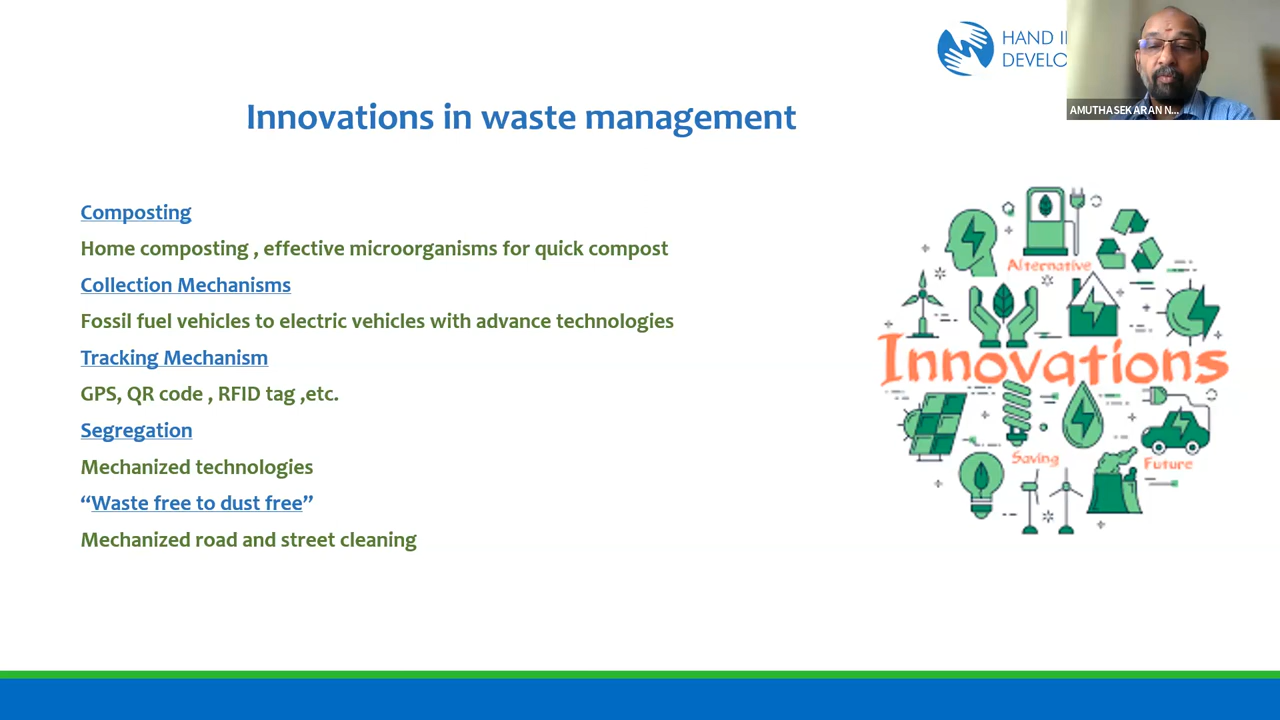 HAND I
DEVELO
AMUTHASEKARAN N...
Innovations in waste management
Composting
Home composting , effective microorganisms for quick compost
Collection Mechanisms
Fossil fuel vehicles to electric vehicles with advance technologies
Tracking Mechanism
GPS, QR code , RFID tag ,etc.
Segregation
Mechanized technologies
“Waste free to dust free”
Mechanized road and street cleaning
Alternative
Innovations
Saving
Future